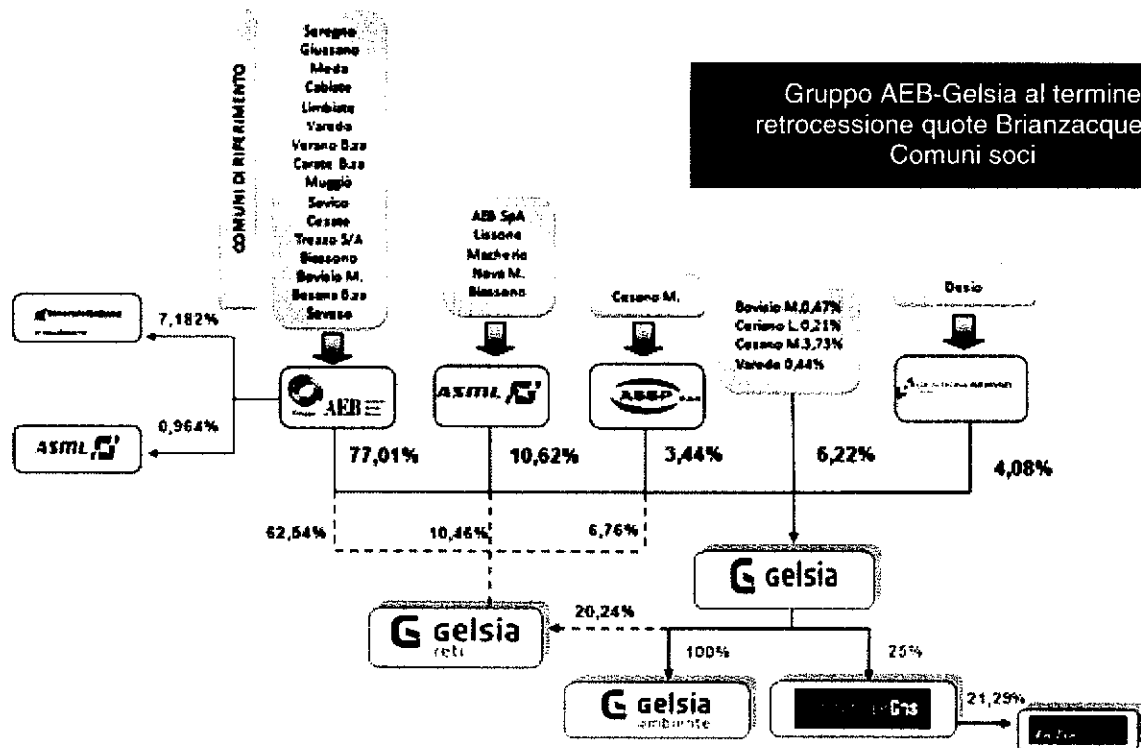 COMUNI DI RIFERIMENTO
Seregno
Giussano
Meda
Cabiate
Limbiate
Varedo
Verano B.za
Carate B.za
Muggiò
Sovico
Cesate
Trezzo S/A
Biassono
Bovisio M.
Besana B.za
Seveso
Gruppo AEB-Gelsia al termine
retrocessione quote Brianzacque
Comuni soci
AEB SpA
Lissone
Macherio
Nova M.
Biassono
Cesano M.
Bovisio M.0,47%
Ceriano L.0,21%
Cesano M.3,73%
Varedo 0,44%
Desio
7,182%
AEB
ASML
ASSP
0,964%
ASML
77,01%
10,62%
3,44%
6,22%
4,08%
62,54%
10,46%
6,76%
Gelsia
20,24%
Gelsia
reti
100%
25%
Gelsia
ambiente
Gas
21,29%